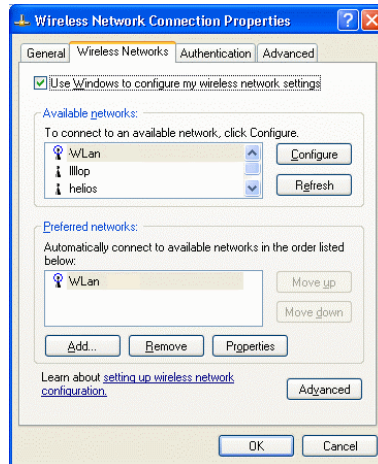 Wireless Network Connection Properties
General Wireless Networks Authentication Advanced
Use Windows to configure my wireless network settings
Available networks:
To connect to an available network, click Configure.
WLan
llllop
helios
Configure
Refresh
Preferred networks:
Automatically connect to available networks in the order listed
below:
WLan
Move up
Move down
Add... Remove Properties
Learn about setting up wireless network
configuration.
Advanced
OK Cancel